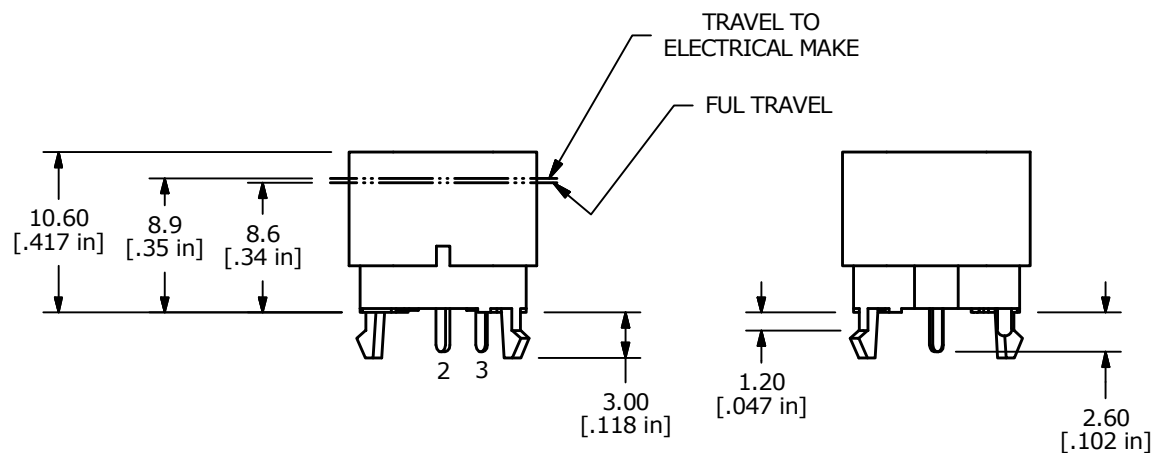 TRAVEL TO
ELECTRICAL MAKE
FUL TRAVEL
10.60
[.417 in]
8.9
[.35 in]
8.6
[.34 in]
2 3
3.00
[.118 in]
1.20
[.047 in]
2.60
[.102 in]